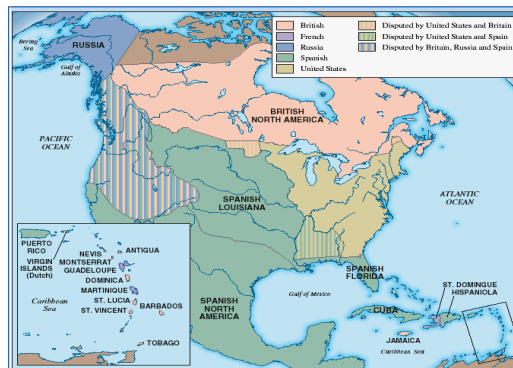 British
French
Russia
Spanish
United States
Disputed by United States and Britain
Disputed by United States and Spain
Disputed by Britain, Russia and Spain
Bering
Sea
RUSSIA
Gulf of
Alaska
BRITISH
NORTH AMERICA
PACIFIC
OCEAN
ATLANTIC
OCEAN
SPANISH
LOUISIANA
SPANISH
FLORIDA
Gulf of Mexico
SPANISH
NORTH
AMERICA
CUBA
ST. DOMINGUE
HISPANIOLA
JAMAICA
Caribbean Sea
PUERTO
RICO
VIRGIN
ISLANDS
(Dutch)
NEVIS
MONTSERRAT
GUADELOUPE
ANTIGUA
DOMINICA
MARTINIQUE
ST. LUCIA
ST. VINCENT
BARBADOS
Caribbean
Sea
TOBAGO